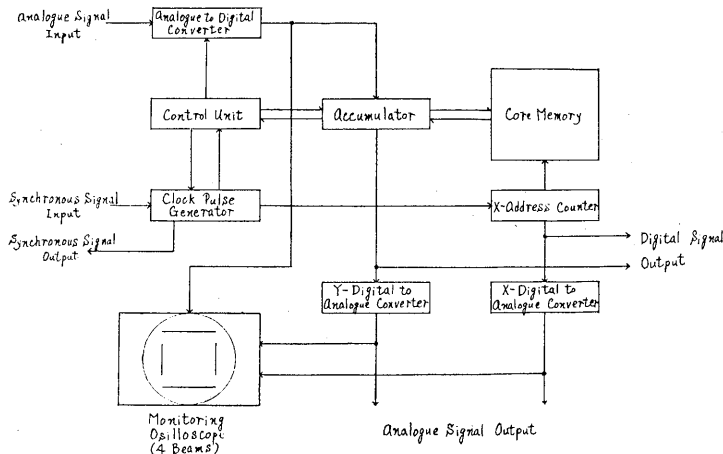 Analogue Signal
Input
Analogue to Digital
Converter
Control Unit
Accumulator
Core Memory
Synchronous Signal
Input
Clock Pulse
Generator
X-Address Counter
Synchronous Signal
Output
Digital Signal
Output
Y-Digital to
Analogue Converter
X-Digital to
Analogue Converter
Monitoring
Osilloscope
(4 Beams)
Analogue Signal Output